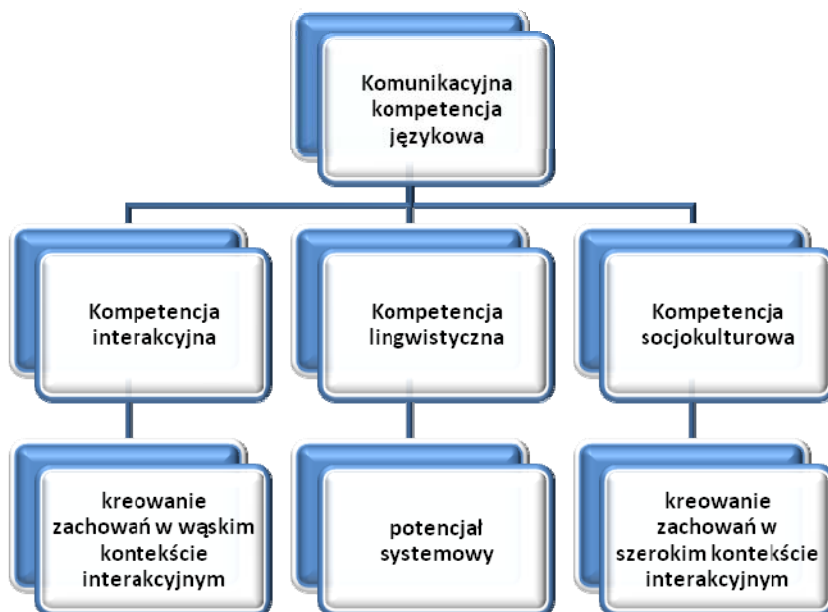 Komunikacyjna
kompetencja
językowa
Kompetencja
interakcyjna
Kompetencja
lingwistyczna
Kompetencja
socjokulturowa
kreowanie
zachowań w wąskim
kontekście
interakcyjnym
potencjał
systemowy
kreowanie
zachowań w
szerokim kontekście
interakcyjnym